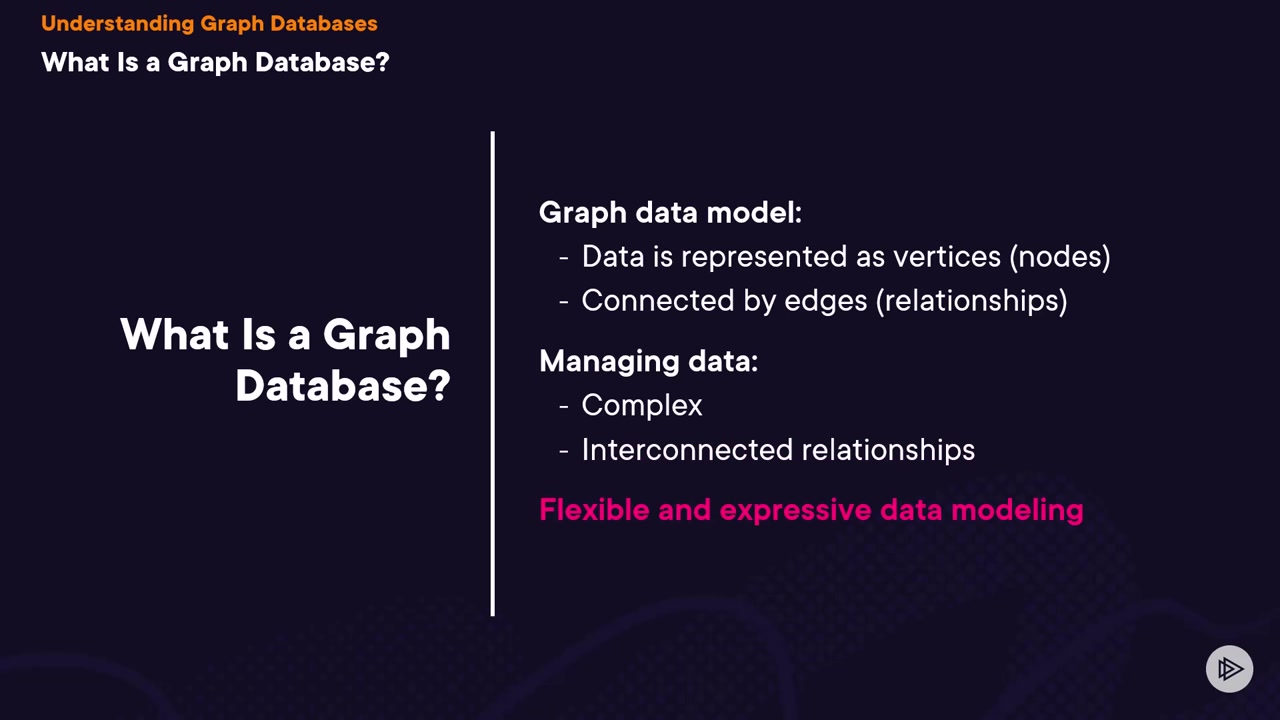 Understanding Graph Databases
What Is a Graph Database?
What Is a Graph
Database?
Graph data model:
- Data is represented as vertices (nodes)
- Connected by edges (relationships)
Managing data:
- Complex
- Interconnected relationships
Flexible and expressive data modeling